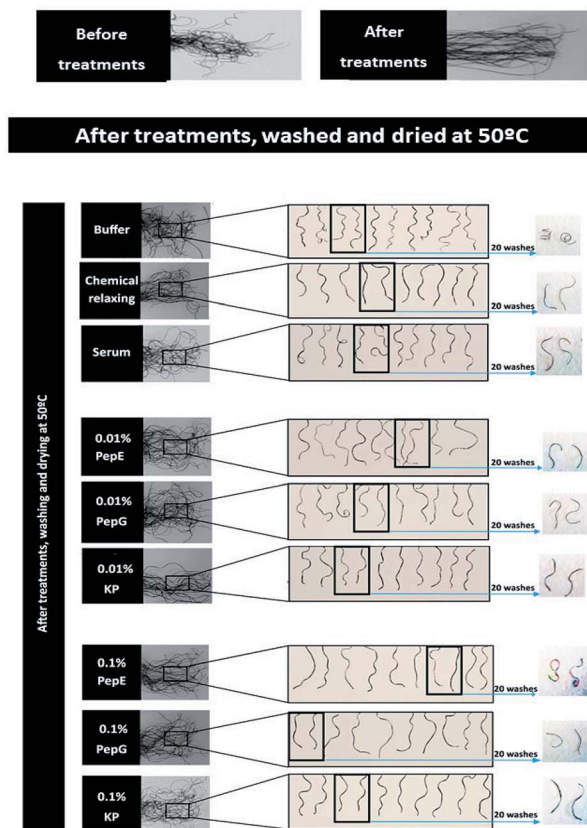 Before
treatments
After
treatments
After treatments, washed and dried at 50ºC
After treatments, washing and drying at 50ºC
Buffer
20 washes
Chemical
relaxing
20 washes
Serum
20 washes
0.01%
PepE
20 washes
0.01%
PepG
20 washes
0.01%
KP
20 washes
0.1%
PepE
20 washes
0.1%
PepG
20 washes
0.1%
KP
20 washes